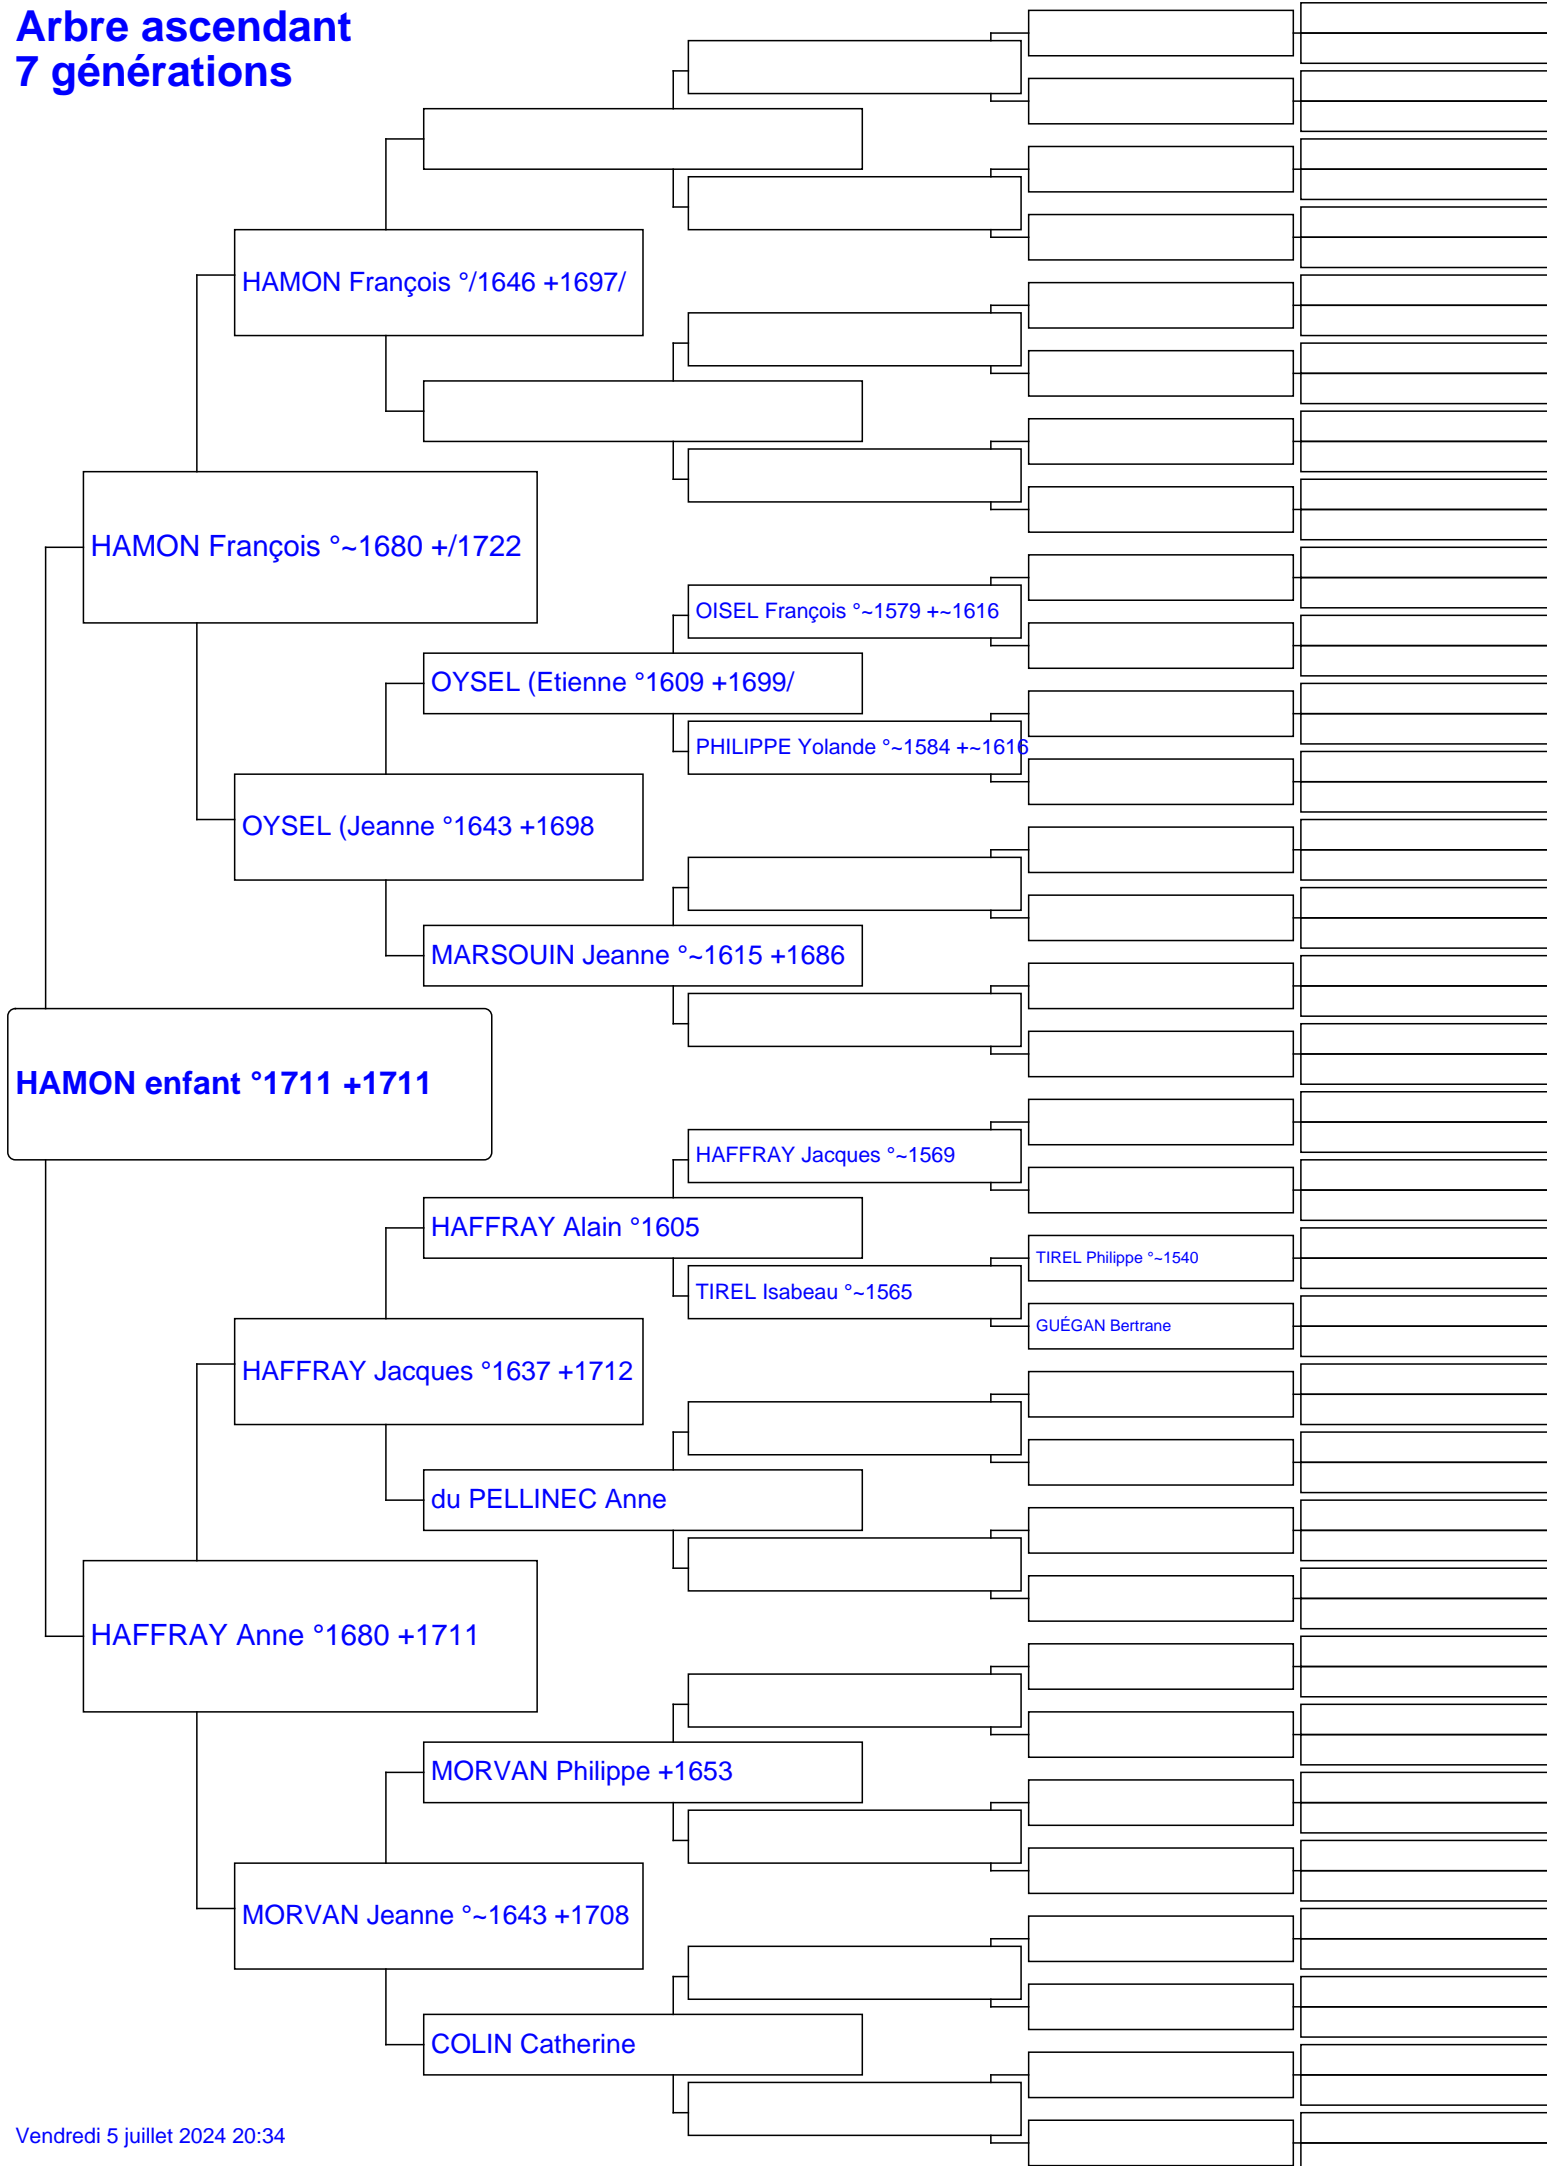 Arbre ascendant
7 générations
HAMON François °/1646 +1697/
HAMON François °~1680 +/1722
OISEL François °~1579 +~1616
OYSEL (Etienne °1609 +1699/
PHILIPPE Yolande °~1584 +~1616
OYSEL (Jeanne °1643 +1698
MARSOUIN Jeanne °~1615 +1686
HAMON enfant °1711 +1711
HAFFRAY Jacques °~1569
HAFFRAY Alain °1605
TIREL Philippe °~1540
TIREL Isabeau °~1565
GUÉGAN Bertrane
HAFFRAY Jacques °1637 +1712
du PELLINEC Anne
HAFFRAY Anne °1680 +1711
MORVAN Philippe +1653
MORVAN Jeanne °~1643 +1708
COLIN Catherine
Vendredi 5 juillet 2024 20:34